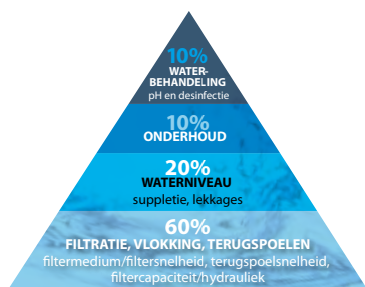 10%
WATER-
BEHANDELING
pH en desinfectie
10%
ONDERHOUD
20%
WATERNIVEAU
suppletie, lekkages
60%
FILTRATIE, VLOKKING, TERUGSPOELEN
filtermedium/filtersnelheid, terugspoelsnelheid,
filtercapaciteit/hydrauliek